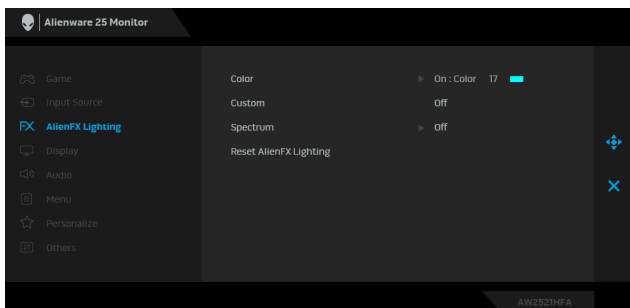 Alienware 25 Monitor
Game
Input Source
AlienFX Lighting
Display
Audio
Menu
Personalize
Others
Color On : Color 17
Custom Off
Spectrum Off
Reset AlienFX Lighting
AW2521HFA